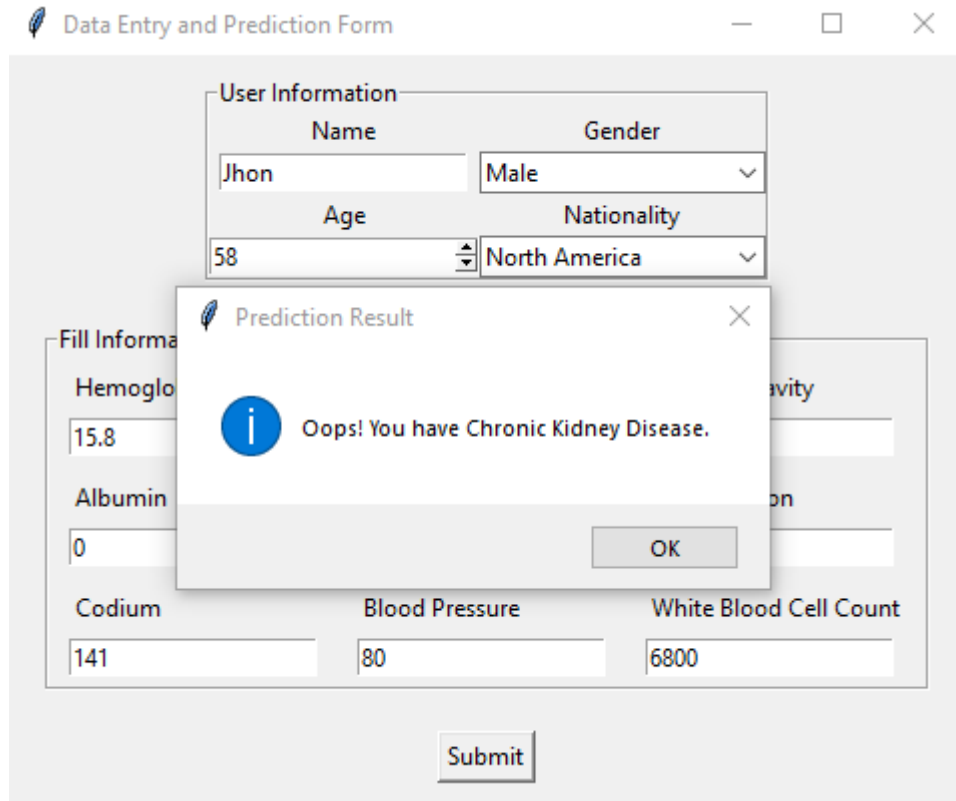 Data Entry and Prediction Form
User Information
Name Gender
Jhon Male
Age Nationality
58 North America
Prediction Result
Fill Informa
Hemoglo avity
Oops! You have Chronic Kidney Disease.
15.8
Albumin on
0
OK
Codium Blood Pressure White Blood Cell Count
141 80 6800
Submit